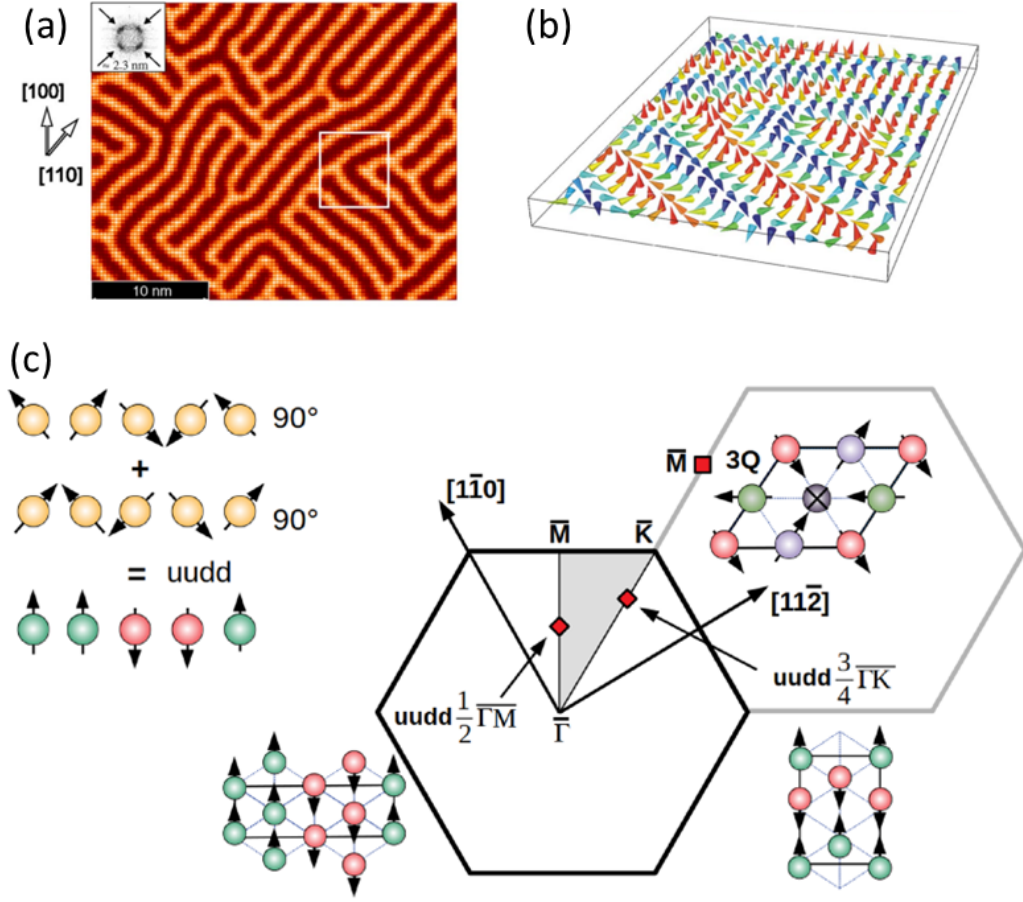 (a)
≈ 2.3 nm
[100]
[110]
10 nm
(b)
(c)
90°
+
90°
= uudd
[11̄0]
M̅
K̅
M̅
3Q
[112̄]
uudd 1/2 Γ̅M̅
Γ̅
uudd 3/4 Γ̅K̅